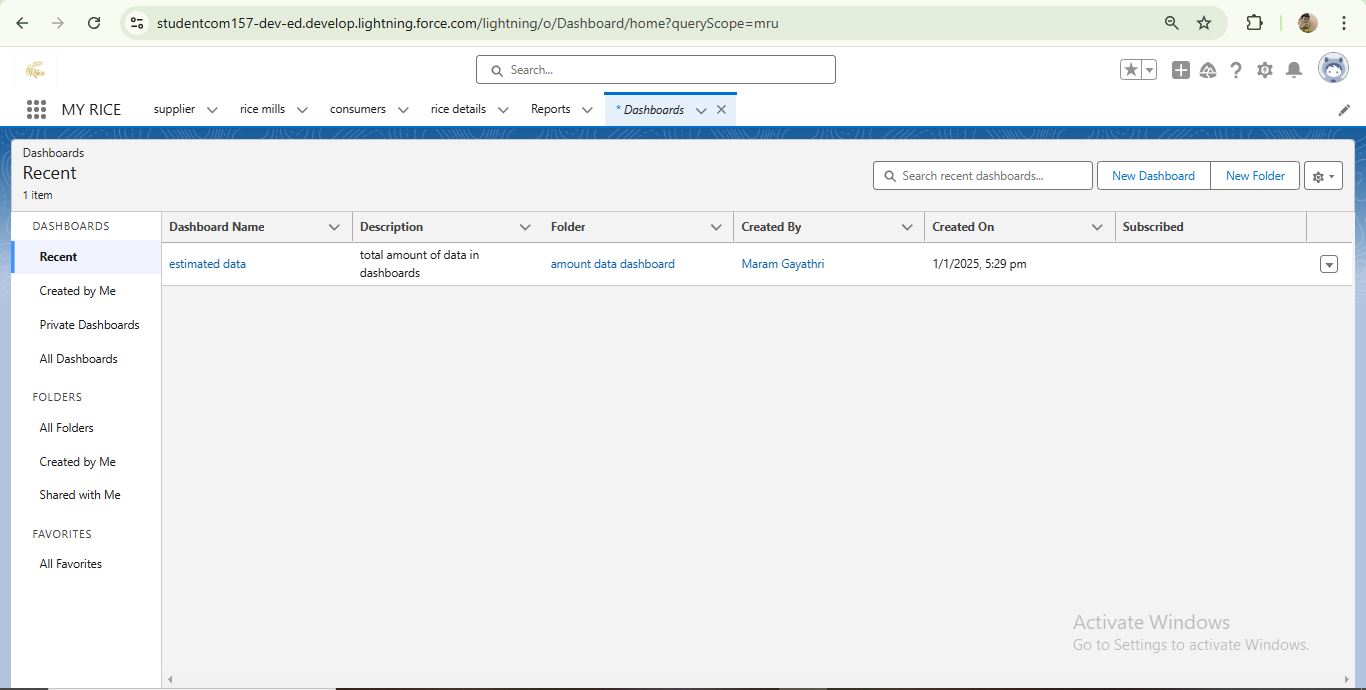 studentcom157-dev-ed.develop.lightning.force.com/lightning/o/Dashboard/home?queryScope=mru
Rice
Search...
MY RICE
supplier
rice mills
consumers
rice details
Reports
* Dashboards
Dashboards
Recent
1 item
Search recent dashboards...
New Dashboard
New Folder
DASHBOARDS
Recent
Created by Me
Private Dashboards
All Dashboards
FOLDERS
All Folders
Created by Me
Shared with Me
FAVORITES
All Favorites
Dashboard Name
Description
Folder
Created By
Created On
Subscribed
estimated data
total amount of data in
dashboards
amount data dashboard
Maram Gayathri
1/1/2025, 5:29 pm
Activate Windows
Go to Settings to activate Windows.